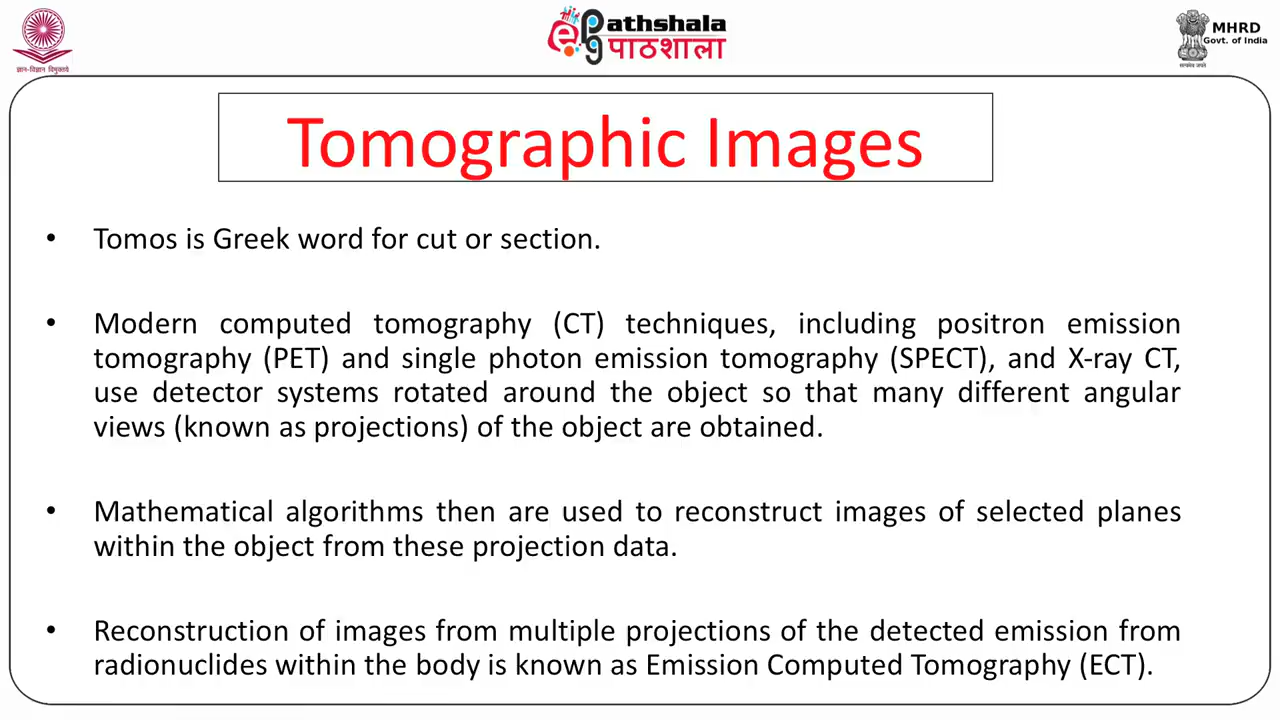 ज्ञान-विज्ञान विमुक्तये
ePathshala
पाठशाला
MHRD
Govt. of India
सत्यमेव जयते
Tomographic Images
• Tomos is Greek word for cut or section.
• Modern computed tomography (CT) techniques, including positron emission
tomography (PET) and single photon emission tomography (SPECT), and X-ray CT,
use detector systems rotated around the object so that many different angular
views (known as projections) of the object are obtained.
• Mathematical algorithms then are used to reconstruct images of selected planes
within the object from these projection data.
• Reconstruction of images from multiple projections of the detected emission from
radionuclides within the body is known as Emission Computed Tomography (ECT).